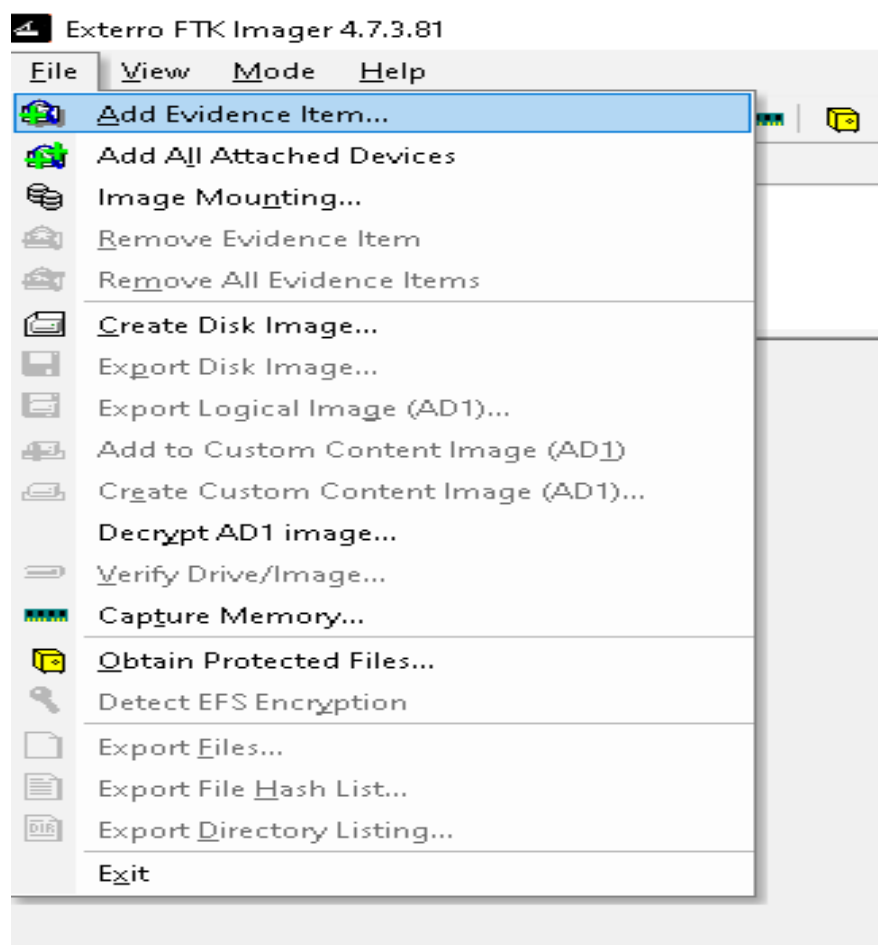 Exterro FTK Imager 4.7.3.81
File View Mode Help
Add Evidence Item...
Add All Attached Devices
Image Mounting...
Remove Evidence Item
Remove All Evidence Items
Create Disk Image...
Export Disk Image...
Export Logical Image (AD1)...
Add to Custom Content Image (AD1)
Create Custom Content Image (AD1)...
Decrypt AD1 image...
Verify Drive/Image...
Capture Memory...
Obtain Protected Files...
Detect EFS Encryption
Export Files...
Export File Hash List...
DIR Export Directory Listing...
Exit